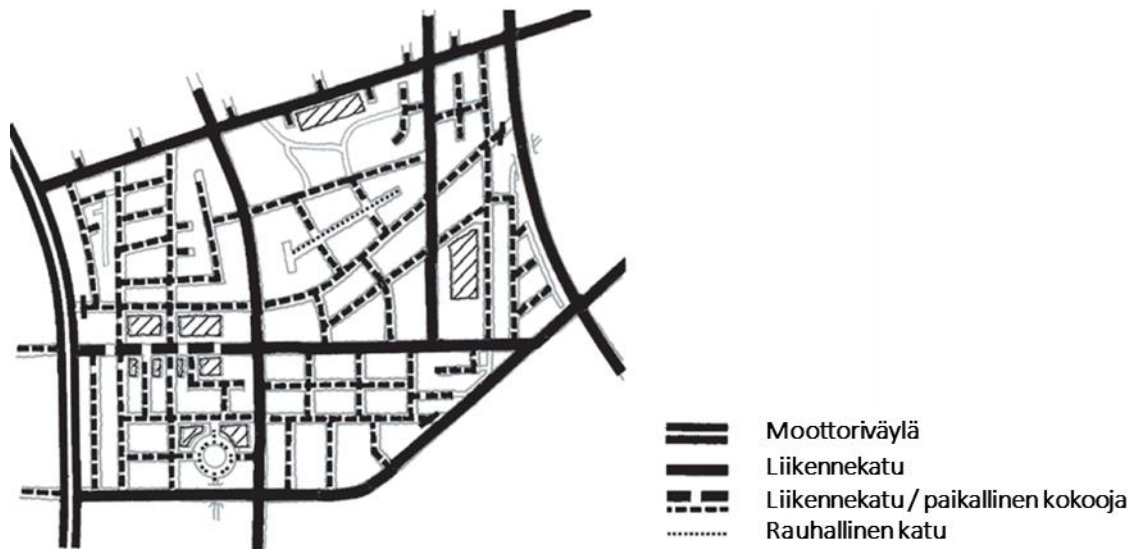 Moottoriväylä
Liikennekatu
Liikennekatu / paikallinen kokooja
Rauhallinen katu